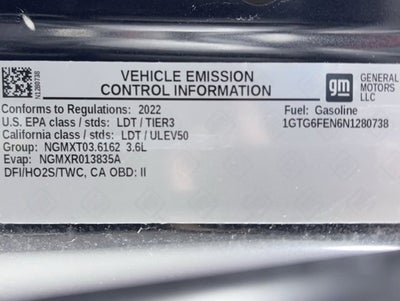 N1280738
VEHICLE EMISSION
CONTROL INFORMATION
gm
GENERAL
MOTORS
LLC
Conforms to Regulations: 2022
Fuel: Gasoline
U.S. EPA class / stds: LDT / TIER3
1GTG6FEN6N1280738
California class / stds: LDT / ULEV50
Group: NGMXT03.6162 3.6L
Evap: NGMXR013835A
DFI/HO2S/TWC, CA OBD: II